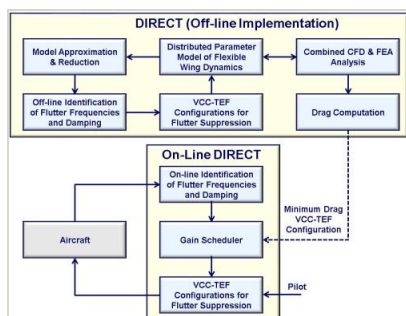 DIRECT (Off-line Implementation)
Model Approximation
& Reduction
Distributed Parameter
Model of Flexible
Wing Dynamics
Combined CFD & FEA
Analysis
Off-line Identification
of Flutter Frequencies
and Damping
VCC-TEF
Configurations for
Flutter Suppression
Drag Computation
On-Line DIRECT
On-line Identification
of Flutter Frequencies
and Damping
Minimum Drag
VCC-TEF
Configuration
Aircraft
Gain Scheduler
VCC-TEF
Configurations for
Flutter Suppression
Pilot